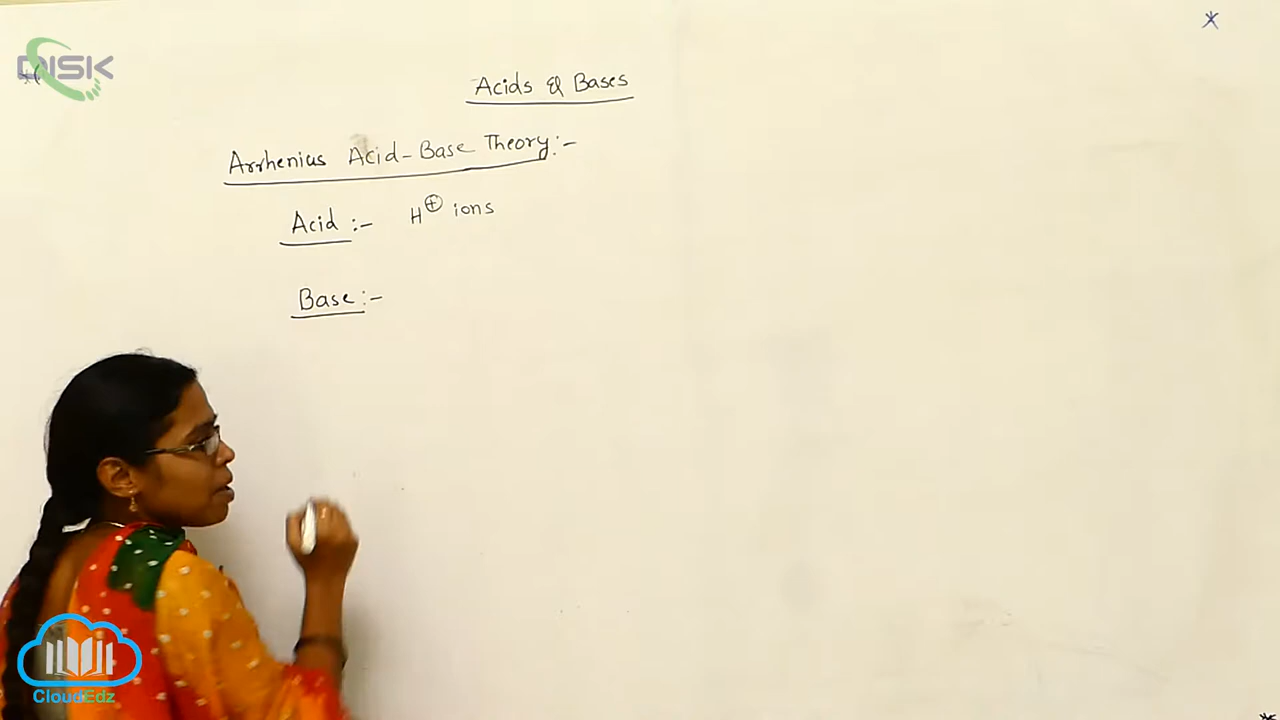 DISK
Acids & Bases
Arrhenius Acid-Base Theory:-
Acid :- H⊕ ions
Base:-
CloudEdz